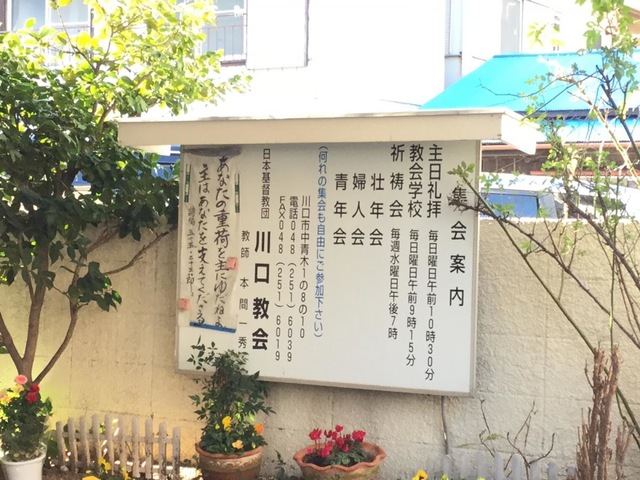 集会案内
主日礼拝 毎日曜日午前10時30分
教会学校 毎日曜日午前9時15分
祈祷会 毎週水曜日午後7時
壮年会
婦人会
青年会
(何れの集会も自由にご参加下さい)
川口市中青木1の8の10
電話048(251)6039
FAX048(251)6019
日本基督教団 川口教会
教師 本間一秀
あなたの重荷を主にゆだねよ
主はあなたを支えてくださる